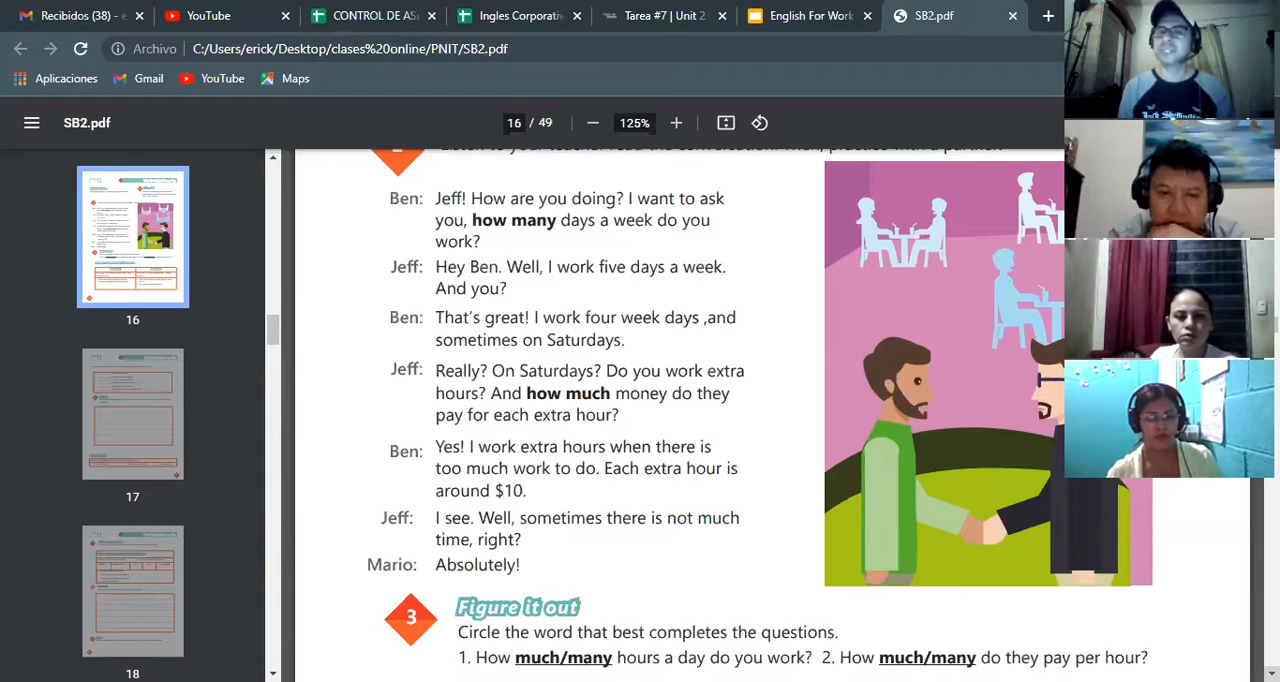 Recibidos (38) - e
YouTube
CONTROL DE AS
Ingles Corporativ
Tarea #7 | Unit 2
English For Work
SB2.pdf
Archivo C:/Users/erick/Desktop/clases%20online/PNIT/SB2.pdf
Aplicaciones Gmail YouTube Maps
SB2.pdf 16 / 49 125%
Ben: Jeff! How are you doing? I want to ask
you, how many days a week do you
work?
Jeff: Hey Ben. Well, I work five days a week.
And you?
Ben: That's great! I work four week days ,and
sometimes on Saturdays.
Jeff: Really? On Saturdays? Do you work extra
hours? And how much money do they
pay for each extra hour?
Ben: Yes! I work extra hours when there is
too much work to do. Each extra hour is
around $10.
Jeff: I see. Well, sometimes there is not much
time, right?
Mario: Absolutely!
3 Figure it out
Circle the word that best completes the questions.
1. How much/many hours a day do you work? 2. How much/many do they pay per hour?
16
17
18